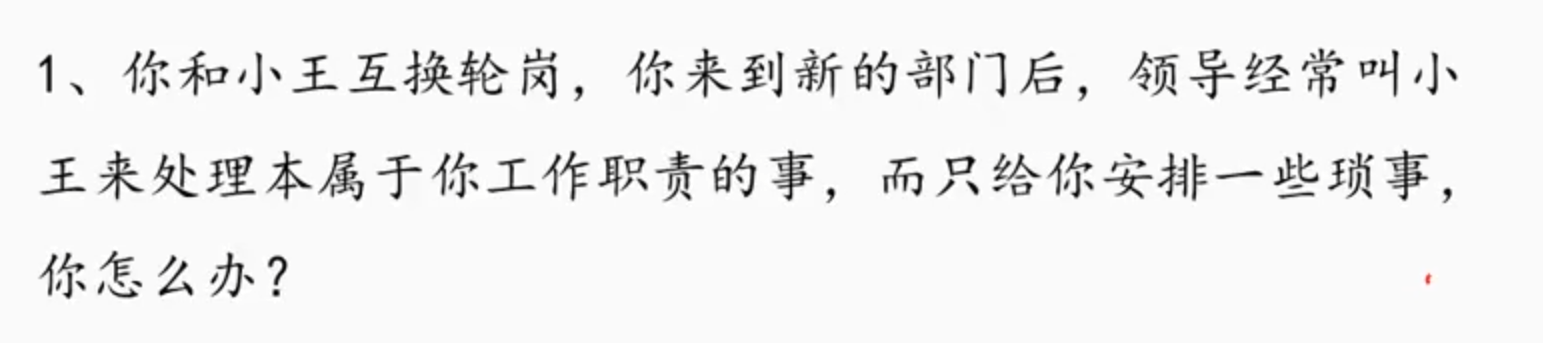 1、你和小王互换轮岗，你来到新的部门后，领导经常叫小
王来处理本属于你工作职责的事，而只给你安排一些琐事，
你怎么办？